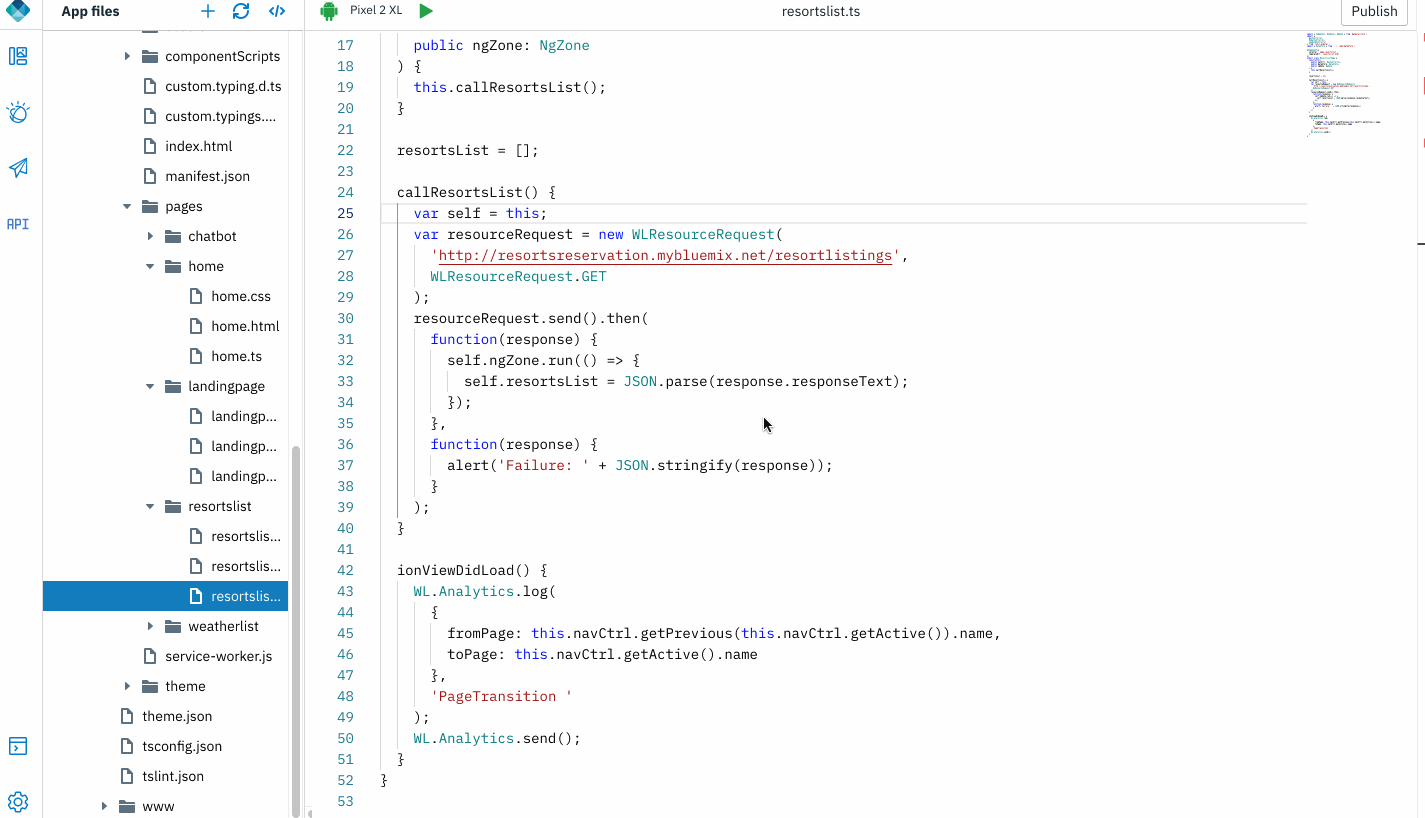 App files
Pixel 2 XL
resortslist.ts
Publish
API
componentScripts
custom.typing.d.ts
custom.typings....
index.html
manifest.json
pages
chatbot
home
home.css
home.html
home.ts
landingpage
landingp...
landingp...
landingp...
resortslist
resortslis...
resortslis...
resortslis...
weatherlist
service-worker.js
theme
theme.json
tsconfig.json
tslint.json
www
17 public ngZone: NgZone
18 ) {
19 this.callResortsList();
20 }
21
22 resortsList = [];
23
24 callResortsList() {
25 var self = this;
26 var resourceRequest = new WLResourceRequest(
27 'http://resortsreservation.mybluemix.net/resortlistings',
28 WLResourceRequest.GET
29 );
30 resourceRequest.send().then(
31 function(response) {
32 self.ngZone.run(() => {
33 self.resortsList = JSON.parse(response.responseText);
34 });
35 },
36 function(response) {
37 alert('Failure: ' + JSON.stringify(response));
38 }
39 );
40 }
41
42 ionViewDidLoad() {
43 WL.Analytics.log(
44 {
45 fromPage: this.navCtrl.getPrevious(this.navCtrl.getActive()).name,
46 toPage: this.navCtrl.getActive().name
47 },
48 'PageTransition '
49 );
50 WL.Analytics.send();
51 }
52 }
53